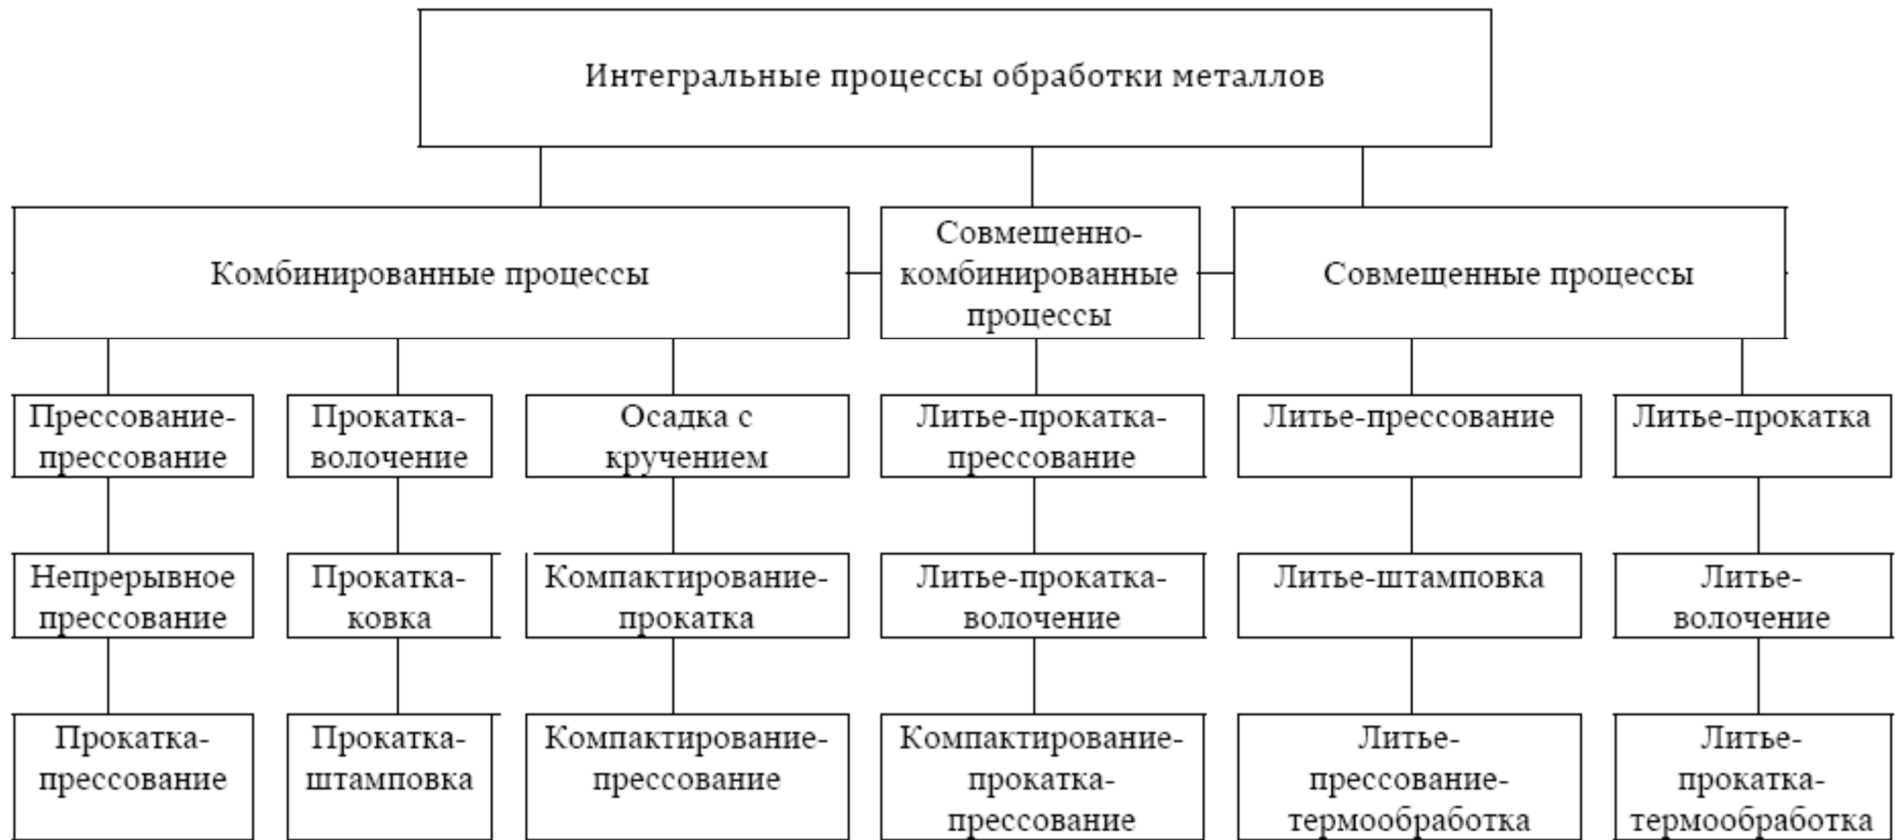 Интегральные процессы обработки металлов
Комбинированные процессы
Совмещенно-
комбинированные
процессы
Совмещенные процессы
Прессование-
прессование
Прокатка-
волочение
Осадка с
кручением
Литье-прокатка-
прессование
Литье-прессование
Литье-прокатка
Непрерывное
прессование
Прокатка-
ковка
Компактирование-
прокатка
Литье-прокатка-
волочение
Литье-штамповка
Литье-
волочение
Прокатка-
прессование
Прокатка-
штамповка
Компактирование-
прессование
Компактирование-
прокатка-
прессование
Литье-
прессование-
термообработка
Литье-
прокатка-
термообработка